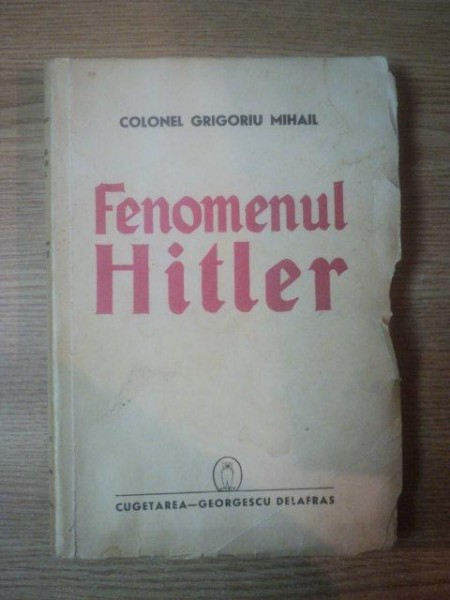 COLONEL GRIGORIU MIHAIL
Fenomenul
Hitler
CUGETAREA—GEORGESCU DELAFRAS